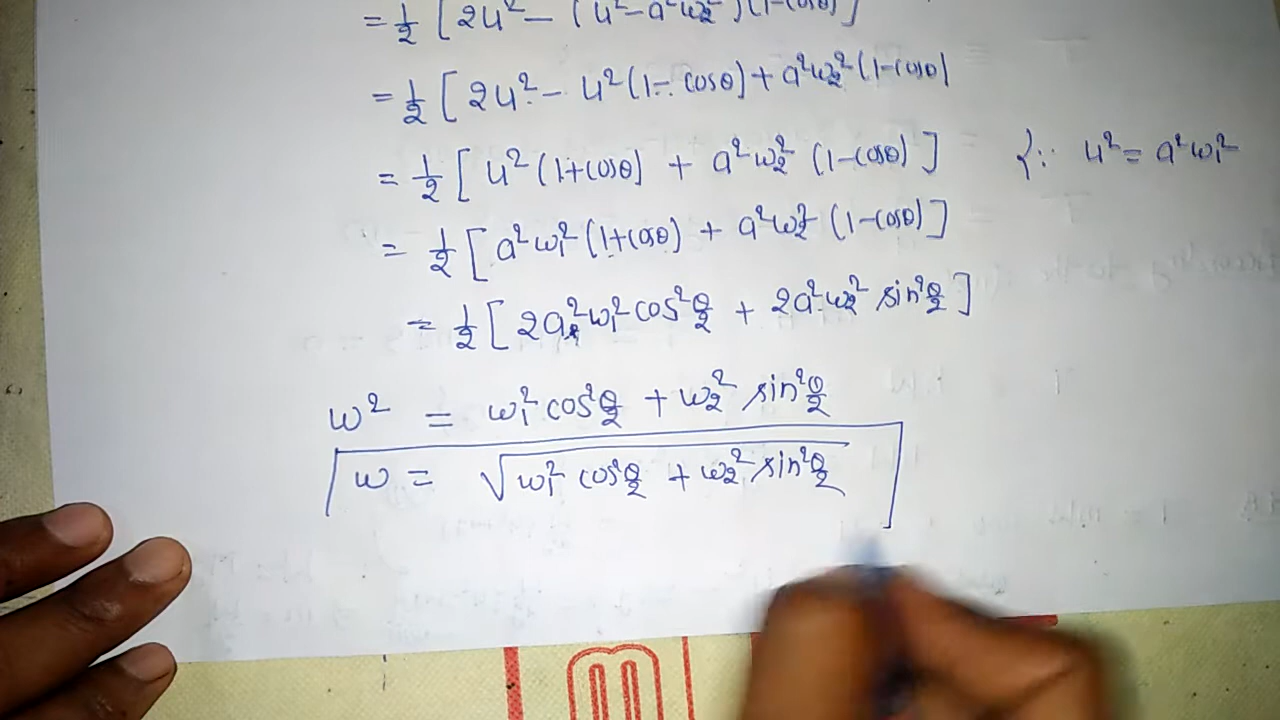 = 1/2 [ 2u² - (u² - a²ω₂²)(1-cosθ) ]
= 1/2 [ 2u² - u²(1-cosθ) + a²ω₂²(1-cosθ)
= 1/2 [ u²(1+cosθ) + a²ω₂² (1-cosθ) ] {∵ u² = a²ω₁²
= 1/2 [ a²ω₁²(1+cosθ) + a²ω₂² (1-cosθ) ]
= 1/2 [ 2a²ω₁² cos²θ/2 + 2a²ω₂² sin²θ/2 ]
ω² = ω₁² cos²θ/2 + ω₂² sin²θ/2
ω = √(ω₁² cos²θ/2 + ω₂² sin²θ/2)